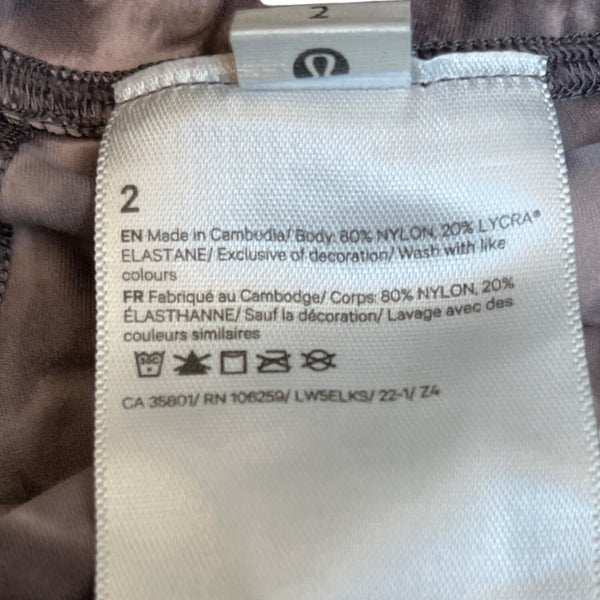 2
2
EN Made in Cambodia/ Body: 80% NYLON, 20% LYCRA®
ELASTANE/ Exclusive of decoration/ Wash with like
colours
FR Fabriqué au Cambodge/ Corps: 80% NYLON, 20%
ÉLASTHANNE/ Sauf la décoration/ Lavage avec des
couleurs similaires
30C
CA 35801/ RN 106259/ LW5ELKS/ 22-1/ Z4